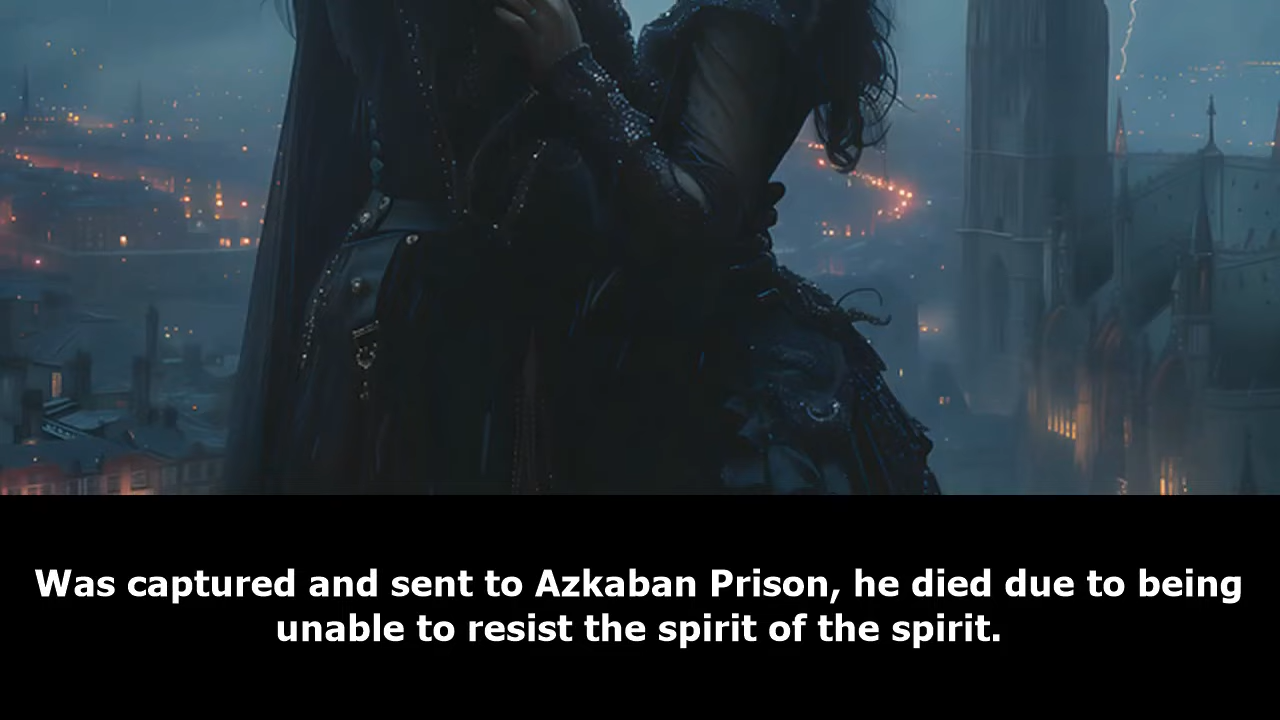 Was captured and sent to Azkaban Prison, he died due to being
unable to resist the spirit of the spirit.